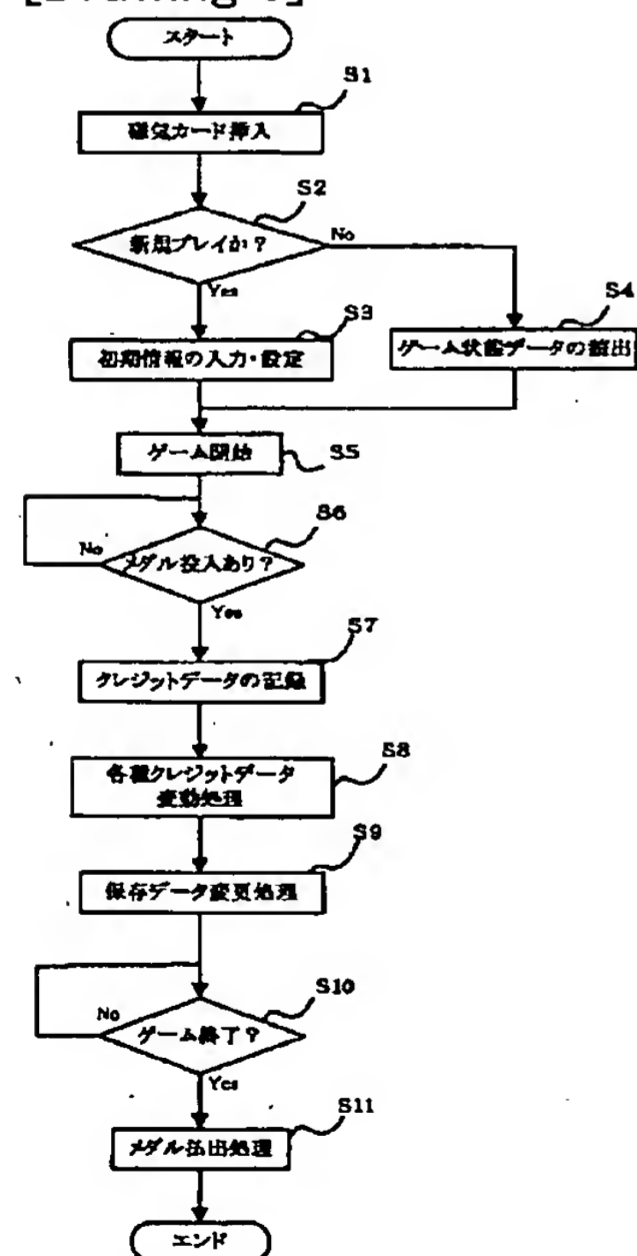 スタート
S1
磁気カード挿入
S2
新規プレイか？
No
Yes
S3
S4
初期情報の入力・設定
ゲーム状態データの読出
ゲーム開始
S5
S6
No
メダル投入あり？
Yes
S7
クレジットデータの記録
各種クレジットデータ
変動処理
S8
S9
保存データ変更処理
S10
No
ゲーム終了？
Yes
S11
メダル払出処理
エンド